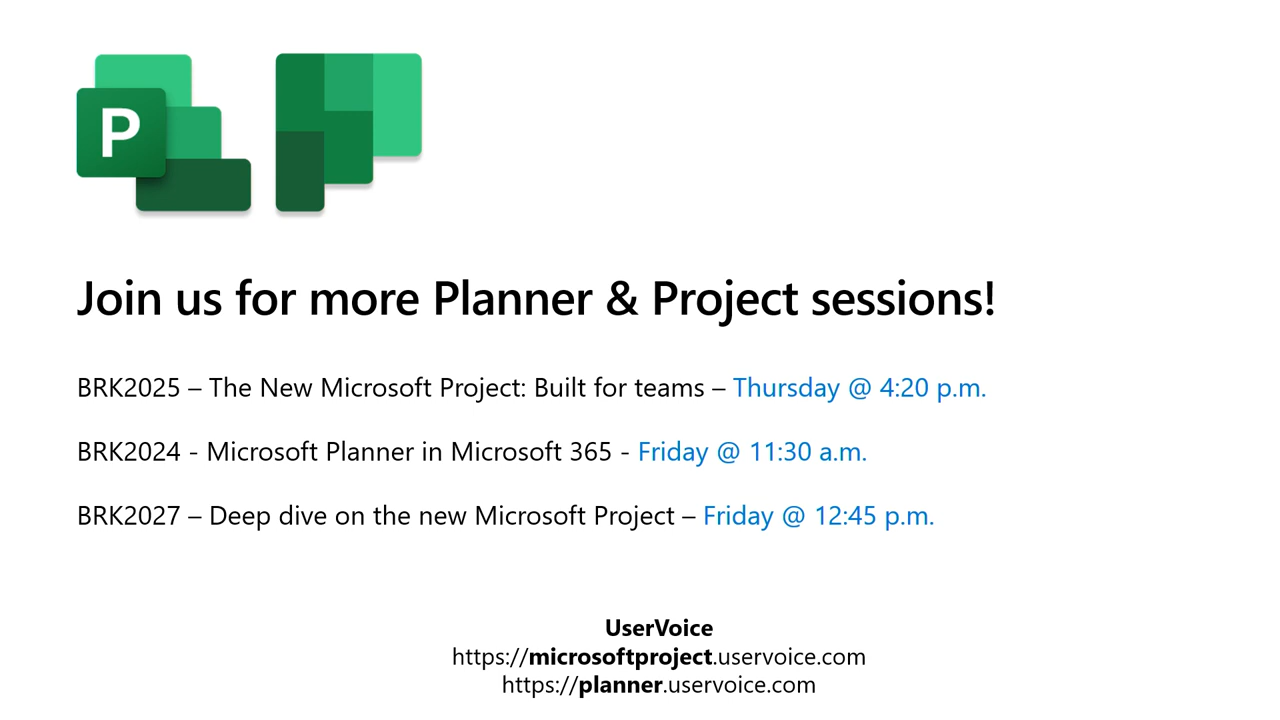 P
Join us for more Planner & Project sessions!
BRK2025 – The New Microsoft Project: Built for teams – Thursday @ 4:20 p.m.
BRK2024 - Microsoft Planner in Microsoft 365 - Friday @ 11:30 a.m.
BRK2027 – Deep dive on the new Microsoft Project – Friday @ 12:45 p.m.
UserVoice
https://microsoftproject.uservoice.com
https://planner.uservoice.com